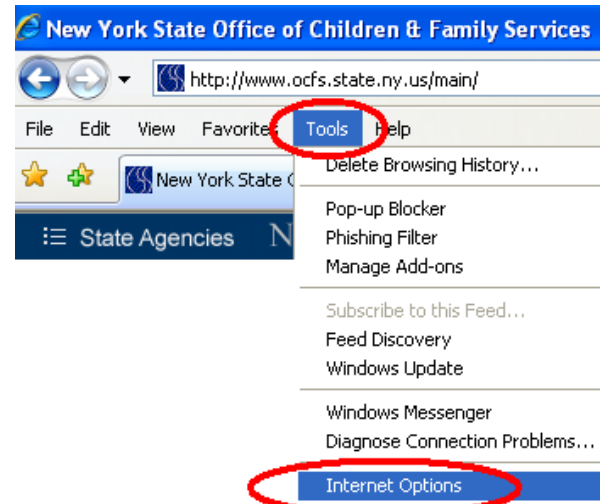 New York State Office of Children & Family Services
http://www.ocfs.state.ny.us/main/
File Edit View Favorites Tools Help
New York State
Delete Browsing History...
Pop-up Blocker
State Agencies N
Phishing Filter
Manage Add-ons
Subscribe to this Feed...
Feed Discovery
Windows Update
Windows Messenger
Diagnose Connection Problems...
Internet Options